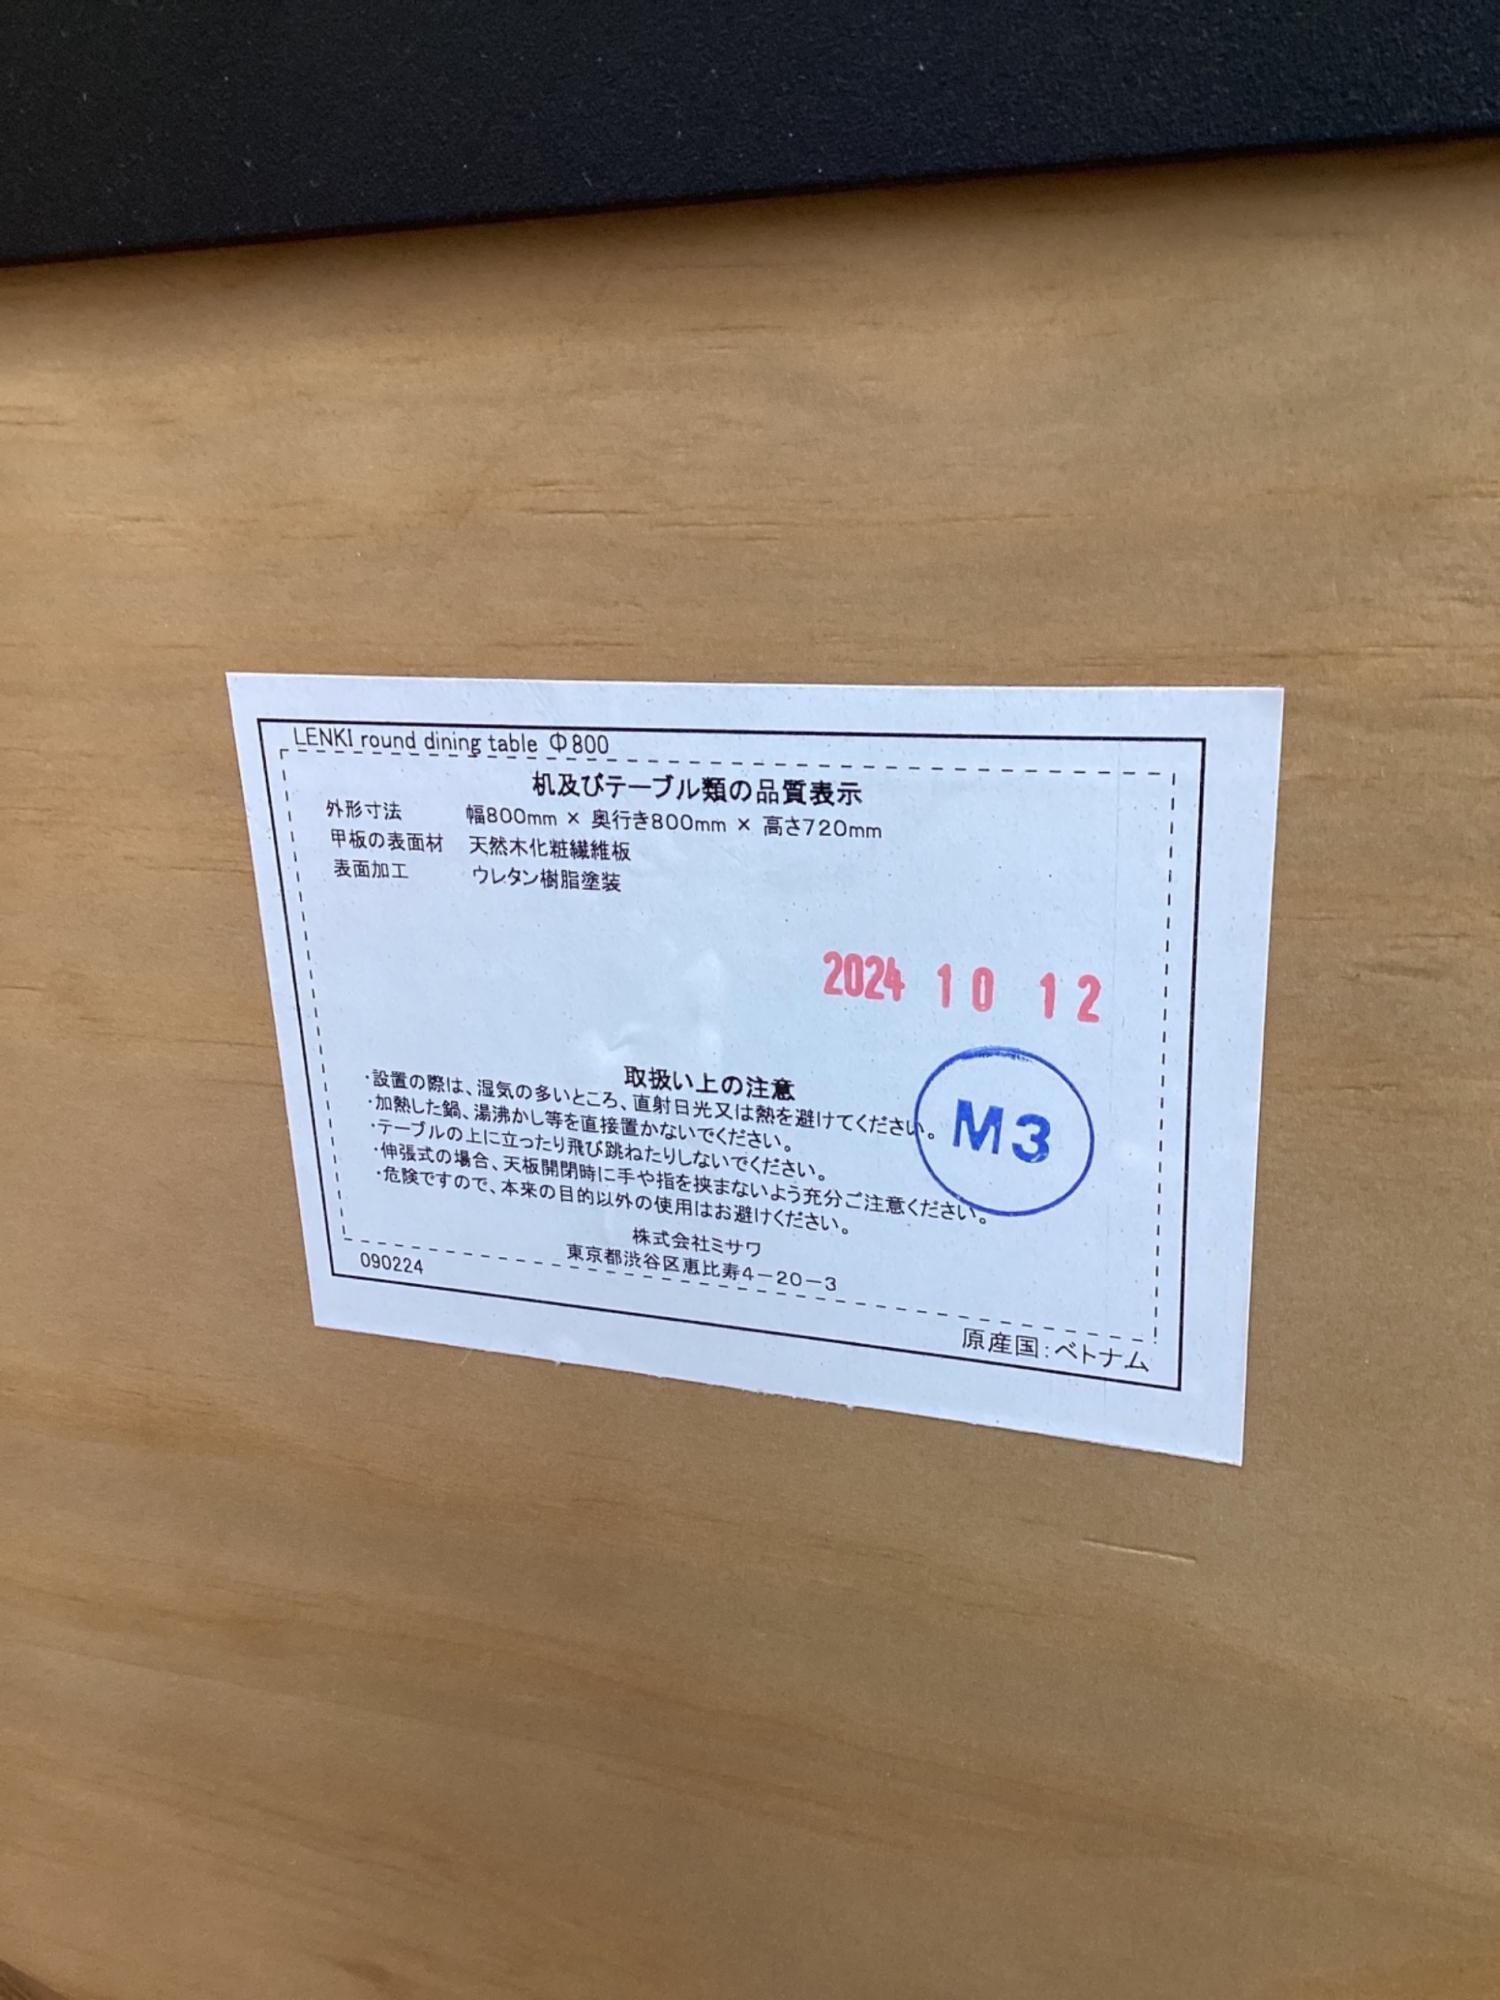 LENKI round dining table Φ800
机及びテーブル類の品質表示
外形寸法 幅800mm × 奥行き800mm × 高さ720mm
甲板の表面材 天然木化粧繊維板
表面加工 ウレタン樹脂塗装
2024 10 12
取扱い上の注意
・設置の際は、湿気の多いところ、直射日光又は熱を避けてください。
・加熱した鍋、湯沸かし等を直接置かないでください。
・テーブルの上に立ったり飛び跳ねたりしないでください。
・伸張式の場合、天板開閉時に手や指を挟まないよう充分ご注意ください。
・危険ですので、本来の目的以外の使用はお避けください。
M3
株式会社ミサワ
東京都渋谷区恵比寿4－20－3
090224
原産国：ベトナム